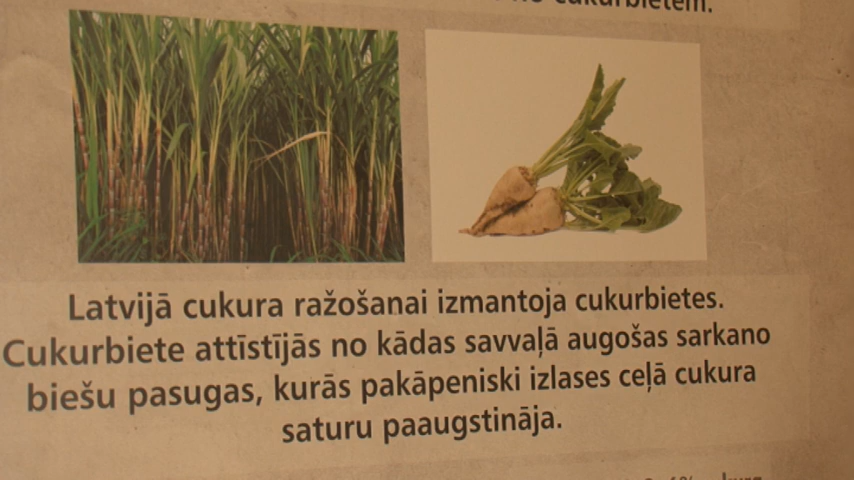 cukurbietēm.
Latvijā cukura ražošanai izmantoja cukurbietes.
Cukurbiete attīstījās no kādas savvaļā augošas sarkano
biešu pasugas, kurās pakāpeniski izlases ceļā cukura
saturu paaugstināja.